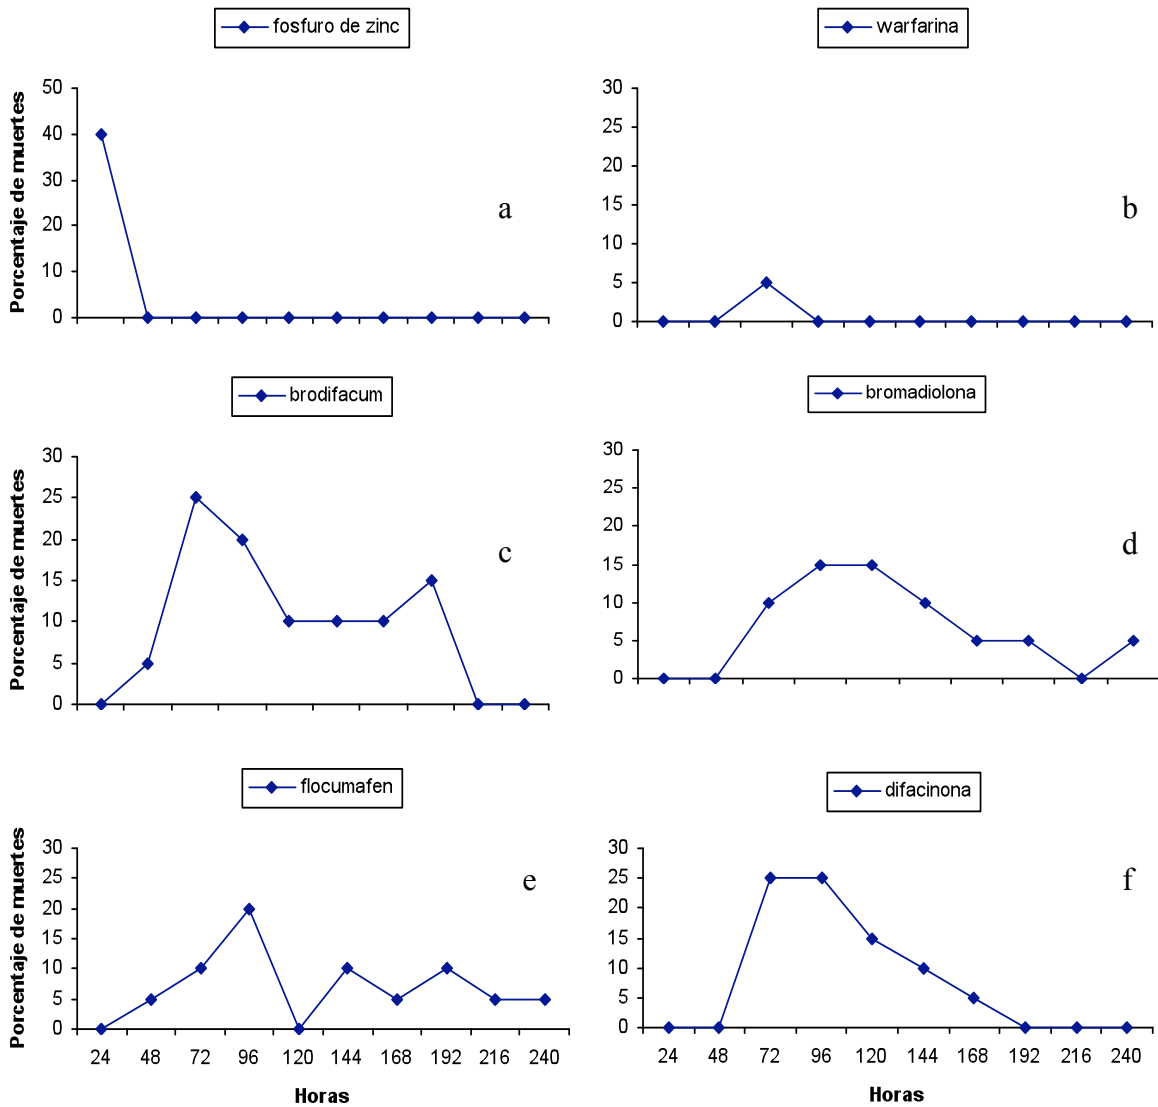 fosfuro de zinc
warfarina
50
40
30
20
10
0
Porcentaje de muertes
a
30
25
20
15
10
5
0
b
brodifacum
bromadiolona
30
25
20
15
10
5
0
Porcentaje de muertes
c
30
25
20
15
10
5
0
d
flocumafen
difacinona
30
25
20
15
10
5
0
Porcentaje de muertes
e
24 48 72 96 120 144 168 192 216 240
Horas
30
25
20
15
10
5
0
f
24 48 72 96 120 144 168 192 216 240
Horas